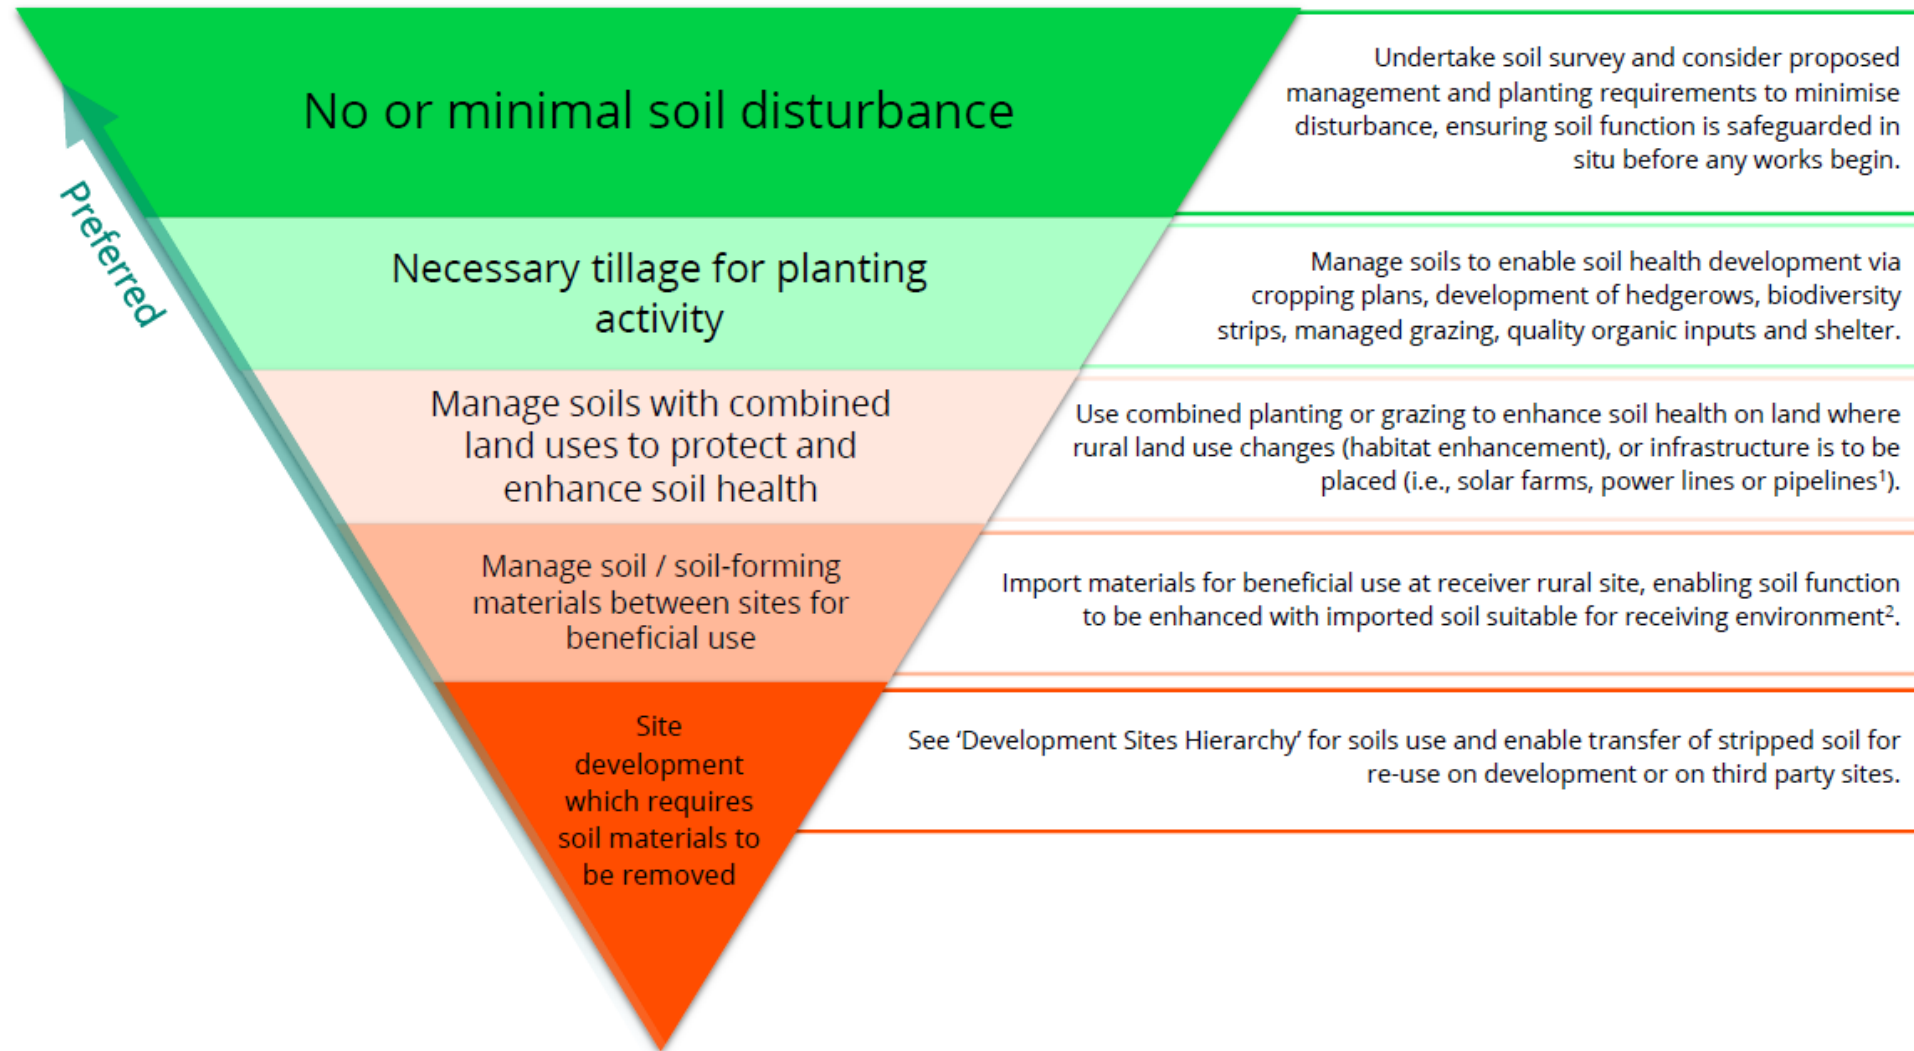 No or minimal soil disturbance
Undertake soil survey and consider proposed
management and planting requirements to minimise
disturbance, ensuring soil function is safeguarded in
situ before any works begin.
Preferred
Necessary tillage for planting
activity
Manage soils to enable soil health development via
cropping plans, development of hedgerows, biodiversity
strips, managed grazing, quality organic inputs and shelter.
Manage soils with combined
land uses to protect and
enhance soil health
Use combined planting or grazing to enhance soil health on land where
rural land use changes (habitat enhancement), or infrastructure is to be
placed (i.e., solar farms, power lines or pipelines¹).
Manage soil / soil-forming
materials between sites for
beneficial use
Import materials for beneficial use at receiver rural site, enabling soil function
to be enhanced with imported soil suitable for receiving environment².
Site
development
which requires
soil materials to
be removed
See ‘Development Sites Hierarchy’ for soils use and enable transfer of stripped soil for
re-use on development or on third party sites.